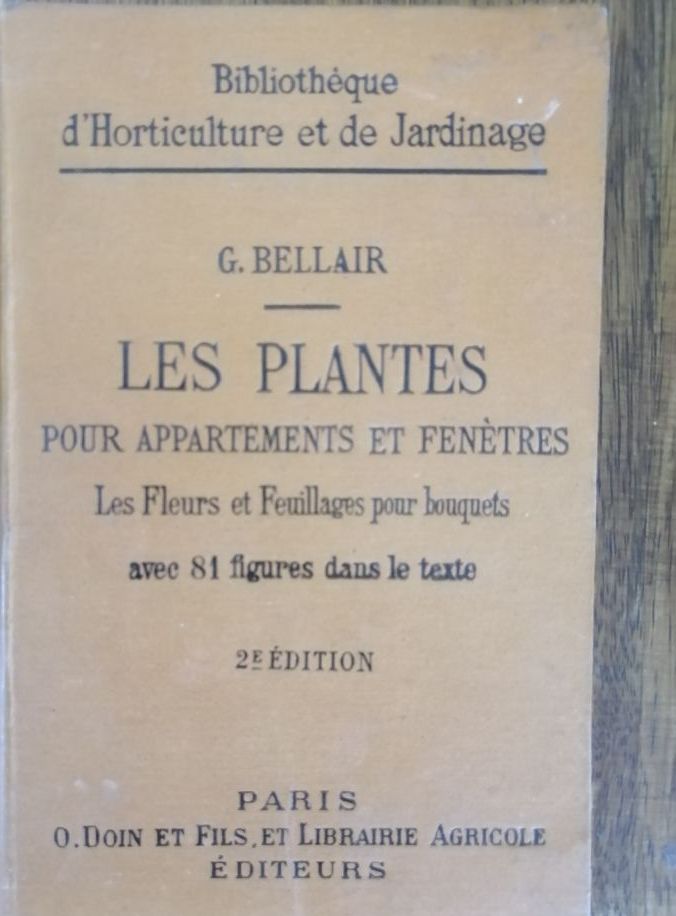 Bibliothèque
d'Horticulture et de Jardinage
G. BELLAIR
LES PLANTES
POUR APPARTEMENTS ET FENÈTRES
Les Fleurs et Feuillages pour bouquets
avec 81 figures dans le texte
2E ÉDITION
PARIS
O. DOIN ET FILS, ET LIBRAIRIE AGRICOLE
ÉDITEURS